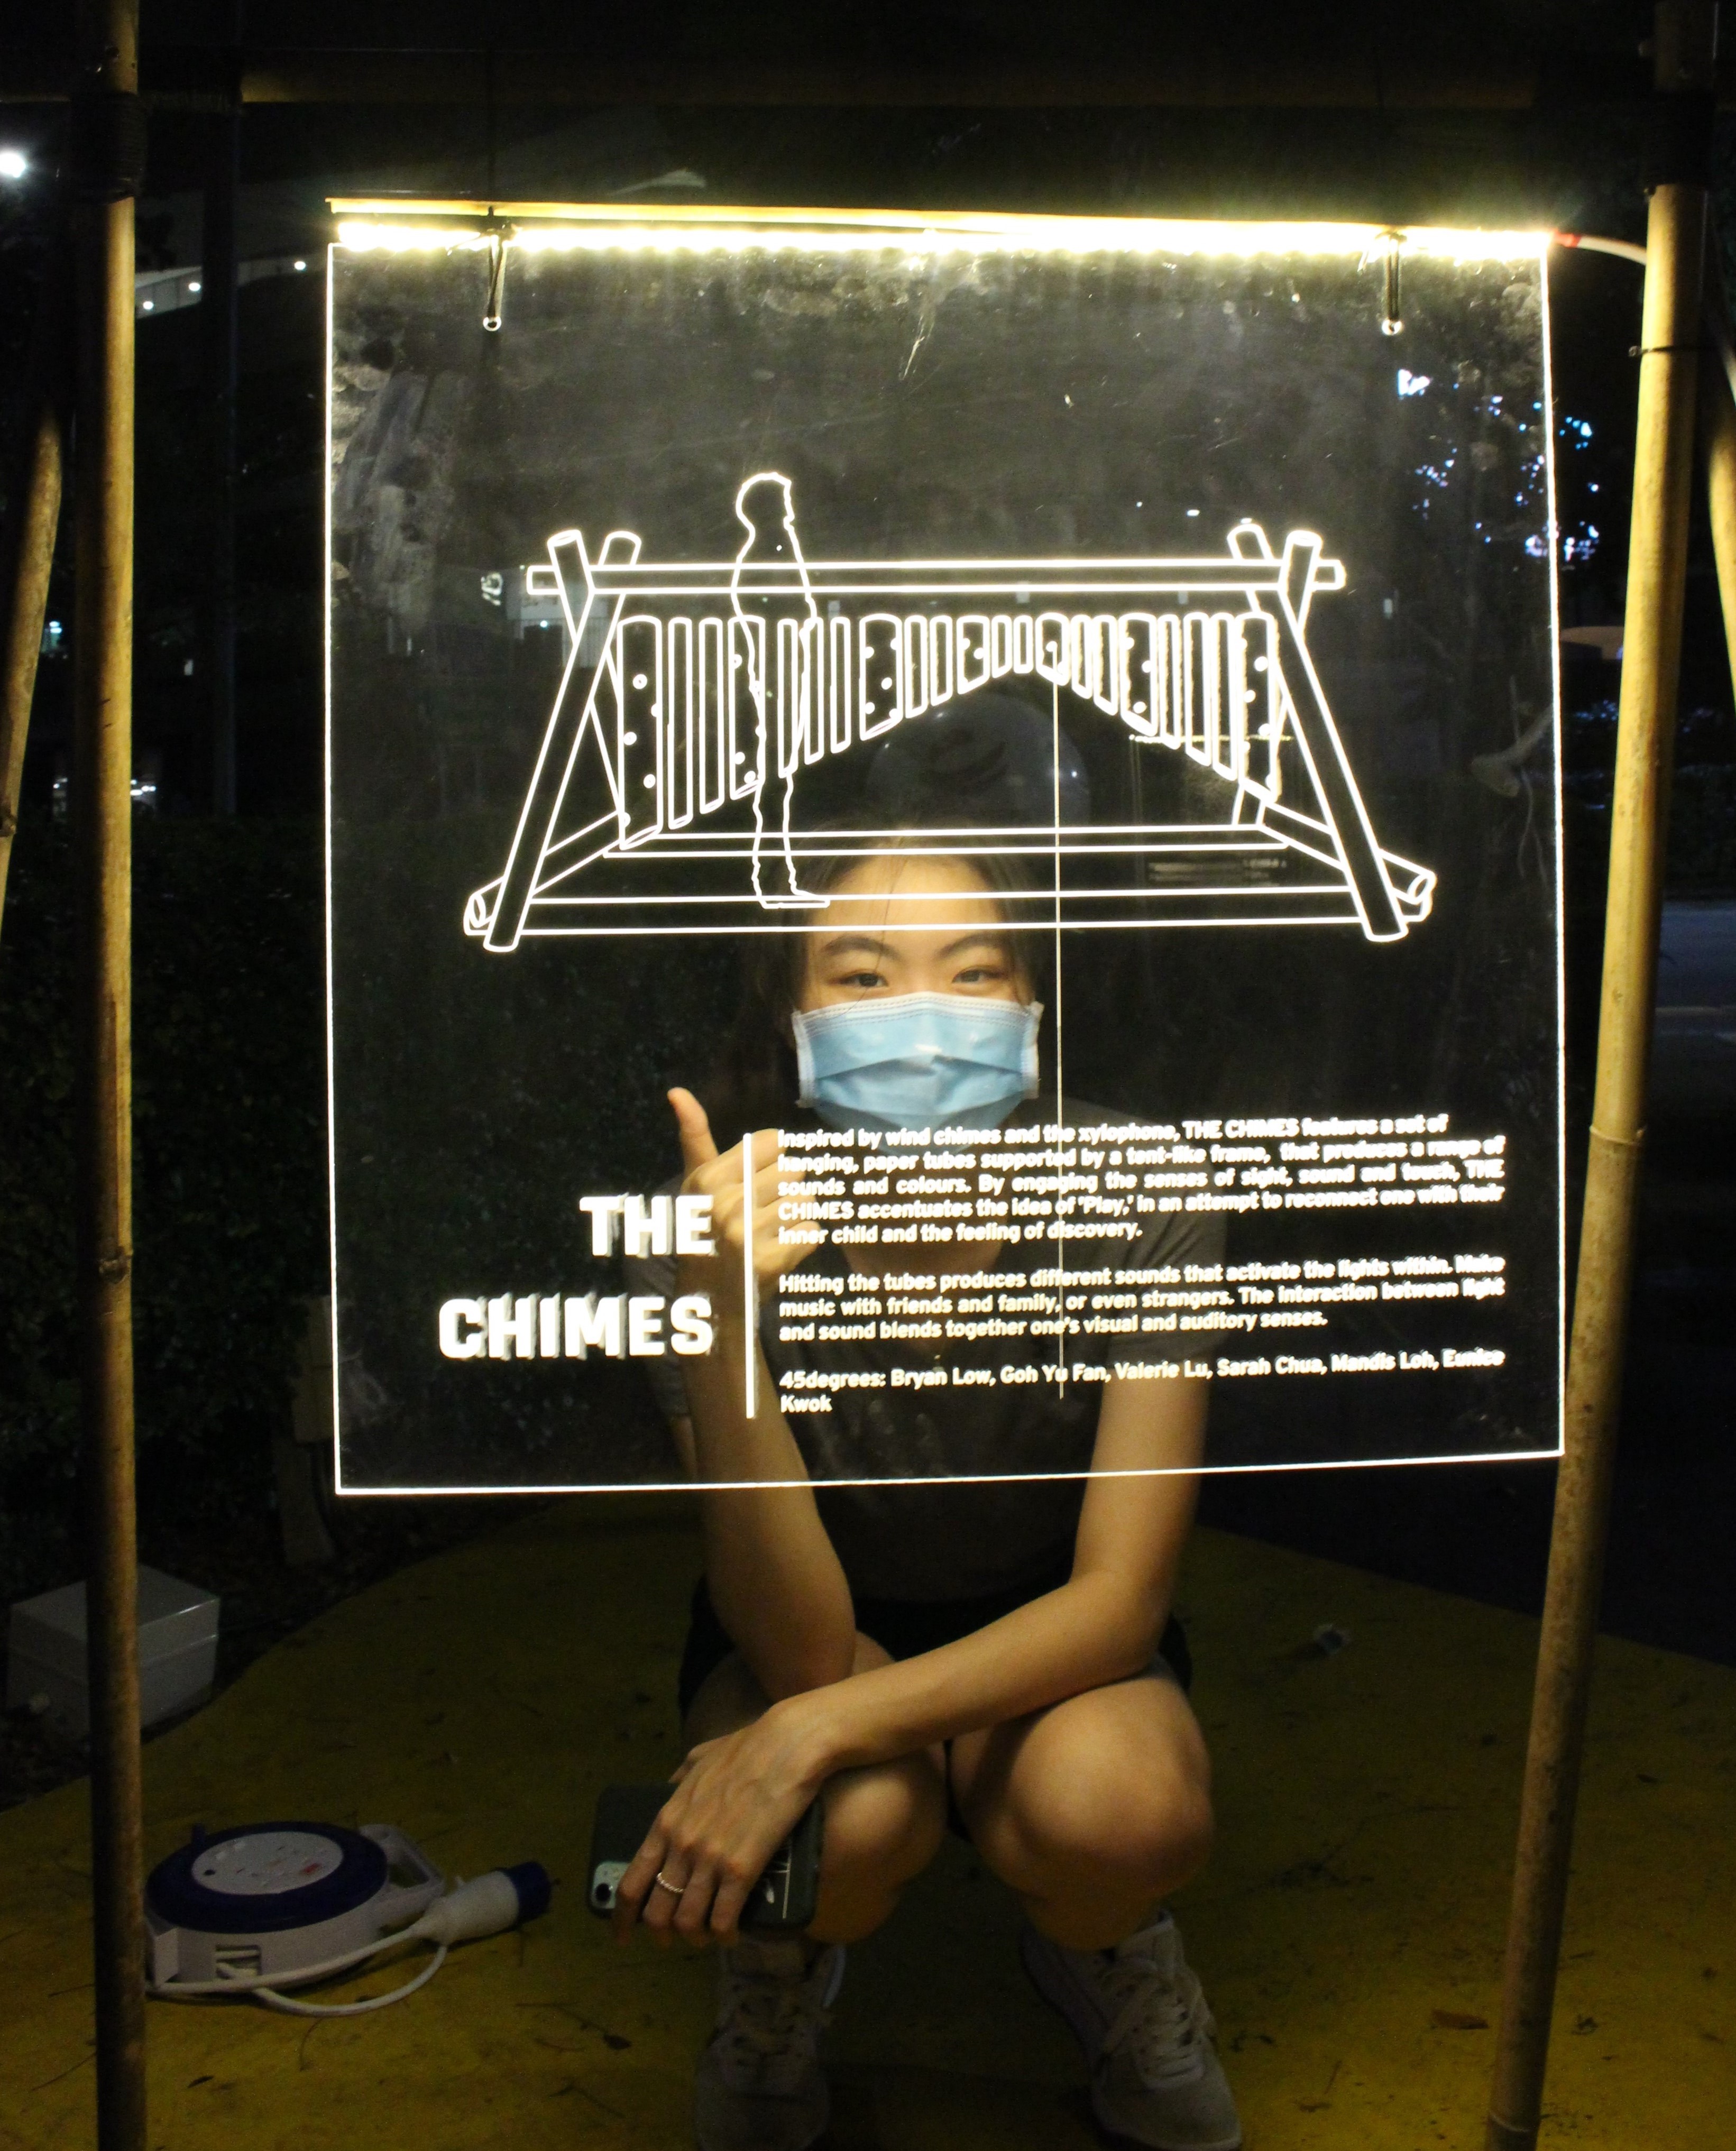 THE
CHIMES
Inspired by wind chimes and the xylophone, THE CHIMES features a set of
hanging, paper tubes supported by a tent-like frame, that produces a range of
sounds and colours. By engaging the senses of sight, sound and touch, THE
CHIMES accentuates the idea of 'Play,' in an attempt to reconnect one with their
inner child and the feeling of discovery.
Hitting the tubes produces different sounds that activate the lights within. Make
music with friends and family, or even strangers. The interaction between light
and sound blends together one's visual and auditory senses.
45degrees: Bryan Low, Goh Yu Fan, Valerie Lu, Sarah Chua, Mandis Loh, Eunice
Kwok